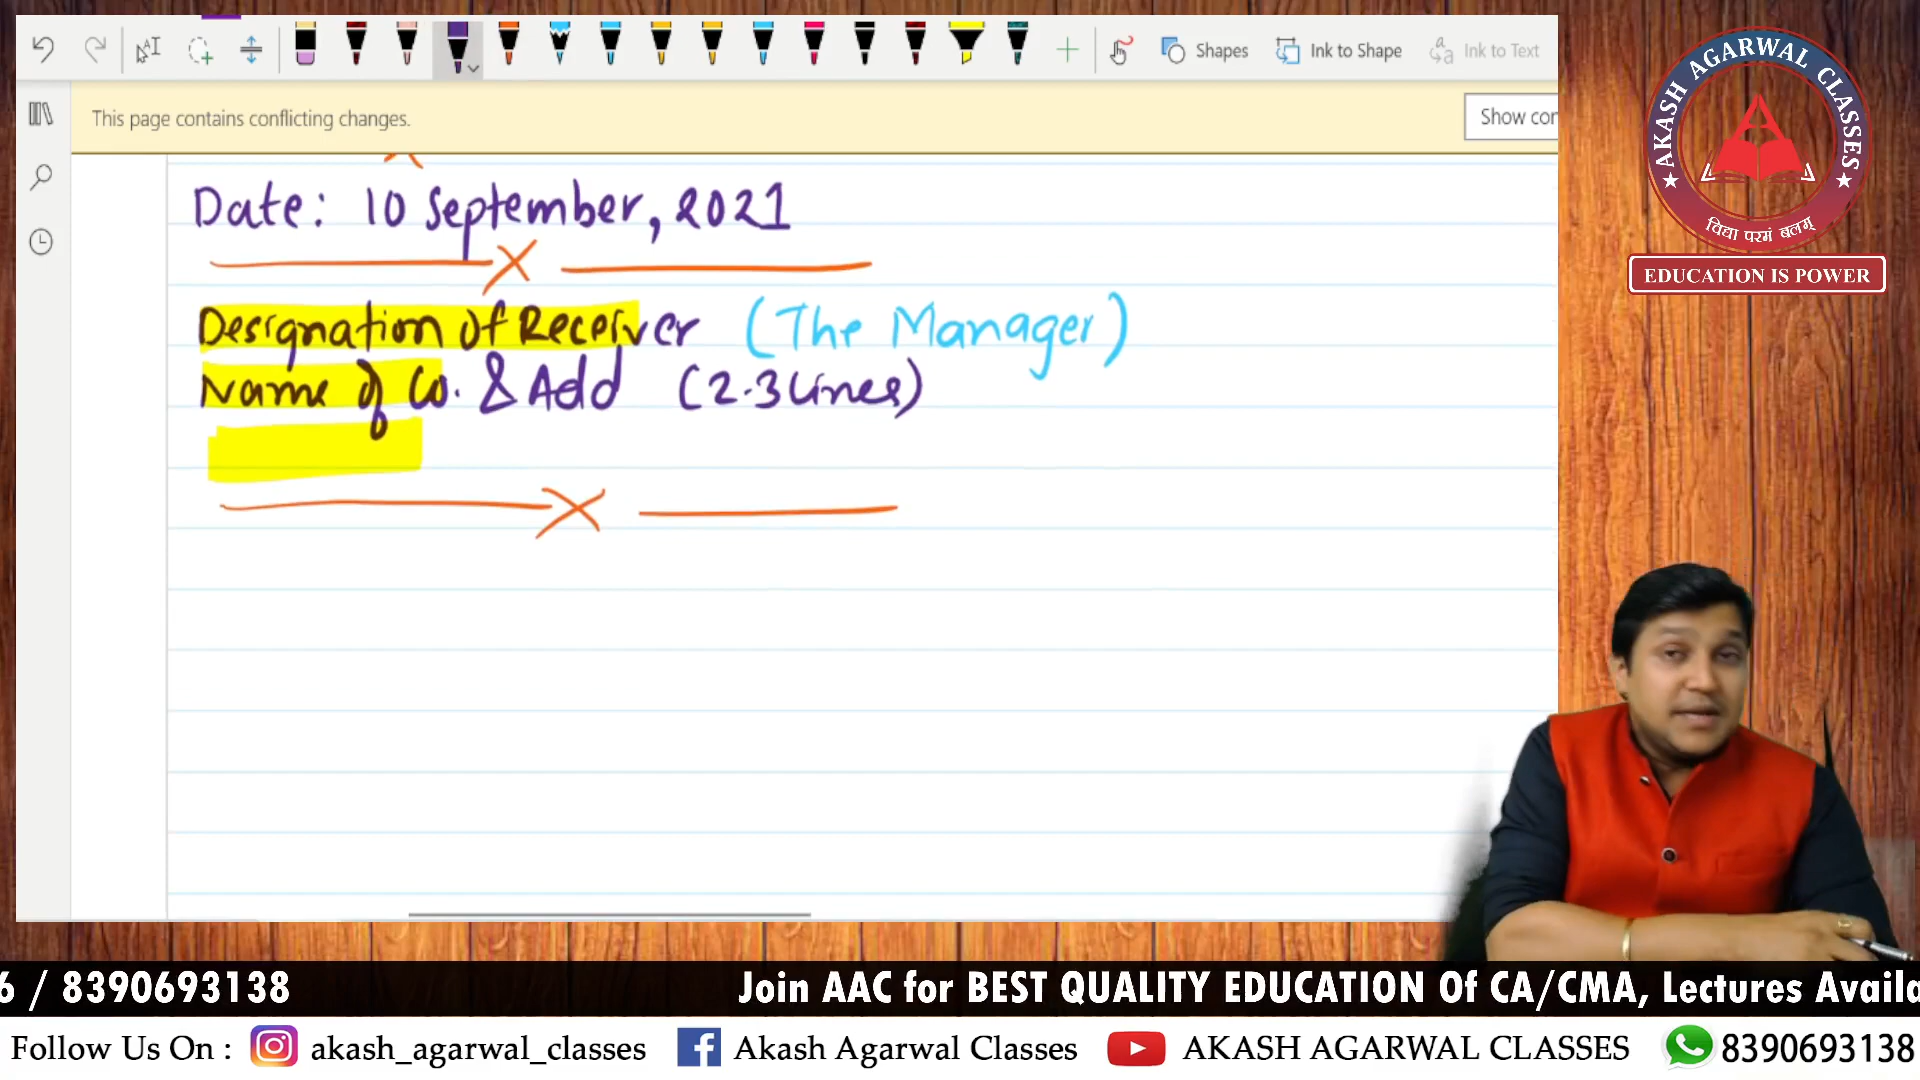 Shapes
Ink to Shape
Ink to Text
This page contains conflicting changes.
Show con
Date: 10 September, 2021
Designation of Receiver (The Manager)
Name of Co. & Add (2-3 lines)
AKASH AGARWAL CLASSES
विद्या परमं बलम्
EDUCATION IS POWER
6 / 8390693138
Join AAC for BEST QUALITY EDUCATION Of CA/CMA, Lectures Availa
Follow Us On : akash_agarwal_classes Akash Agarwal Classes AKASH AGARWAL CLASSES 8390693138